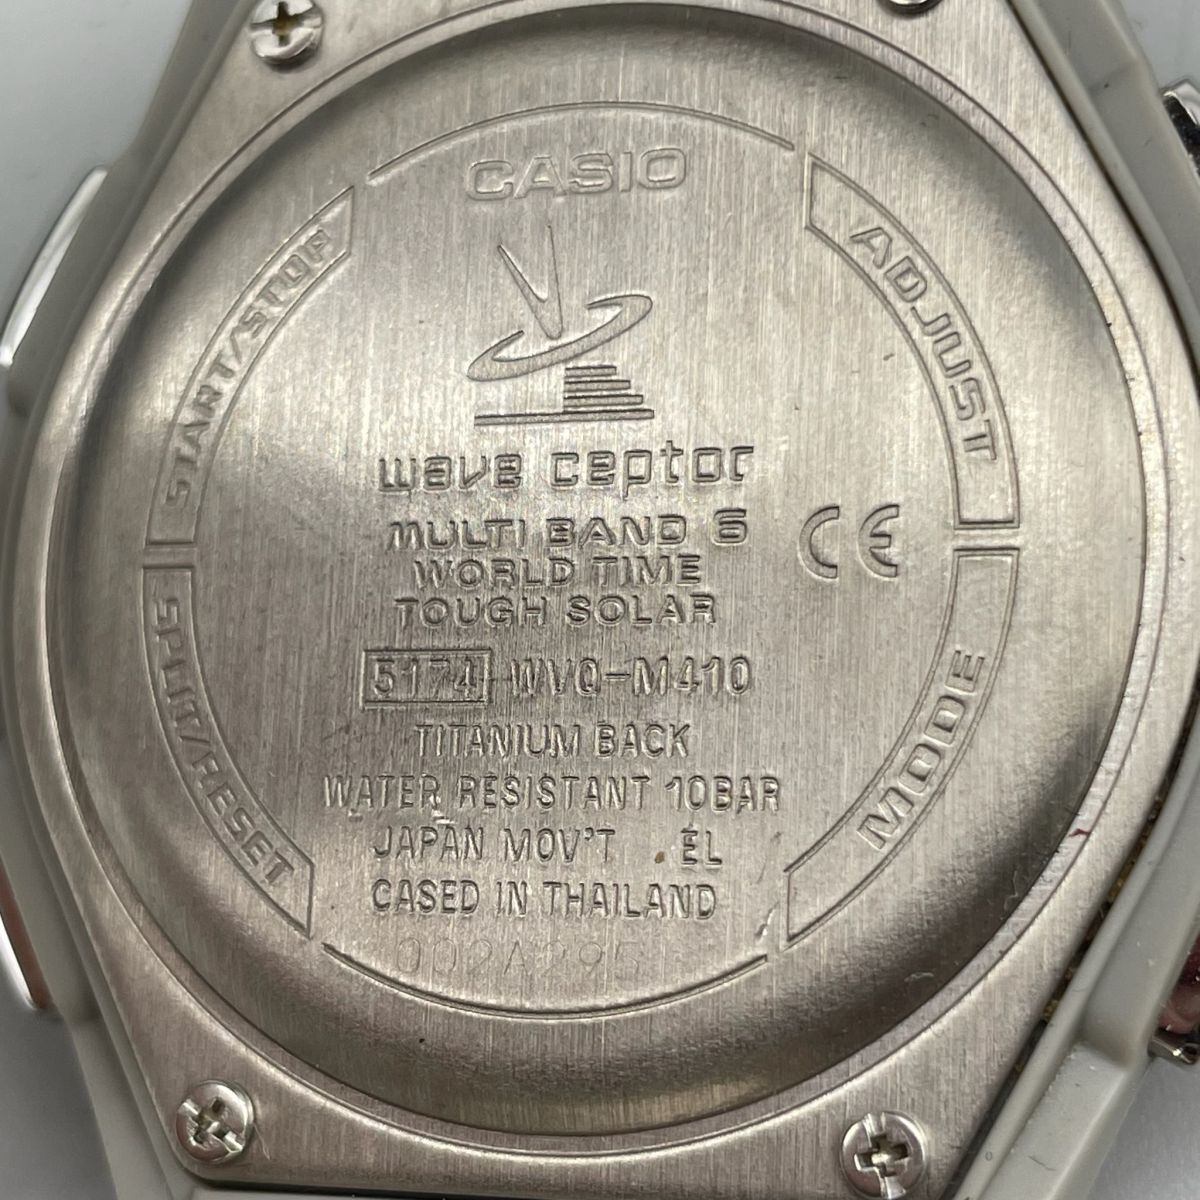 CASIO
START/STOP
ADJUST
wave ceptor
MULTI BAND 6
WORLD TIME
TOUGH SOLAR
CE
5174 WVQ-M410
TITANIUM BACK
WATER RESISTANT 10BAR
JAPAN MOV'T EL
CASED IN THAILAND
SPLIT/RESET
MODE